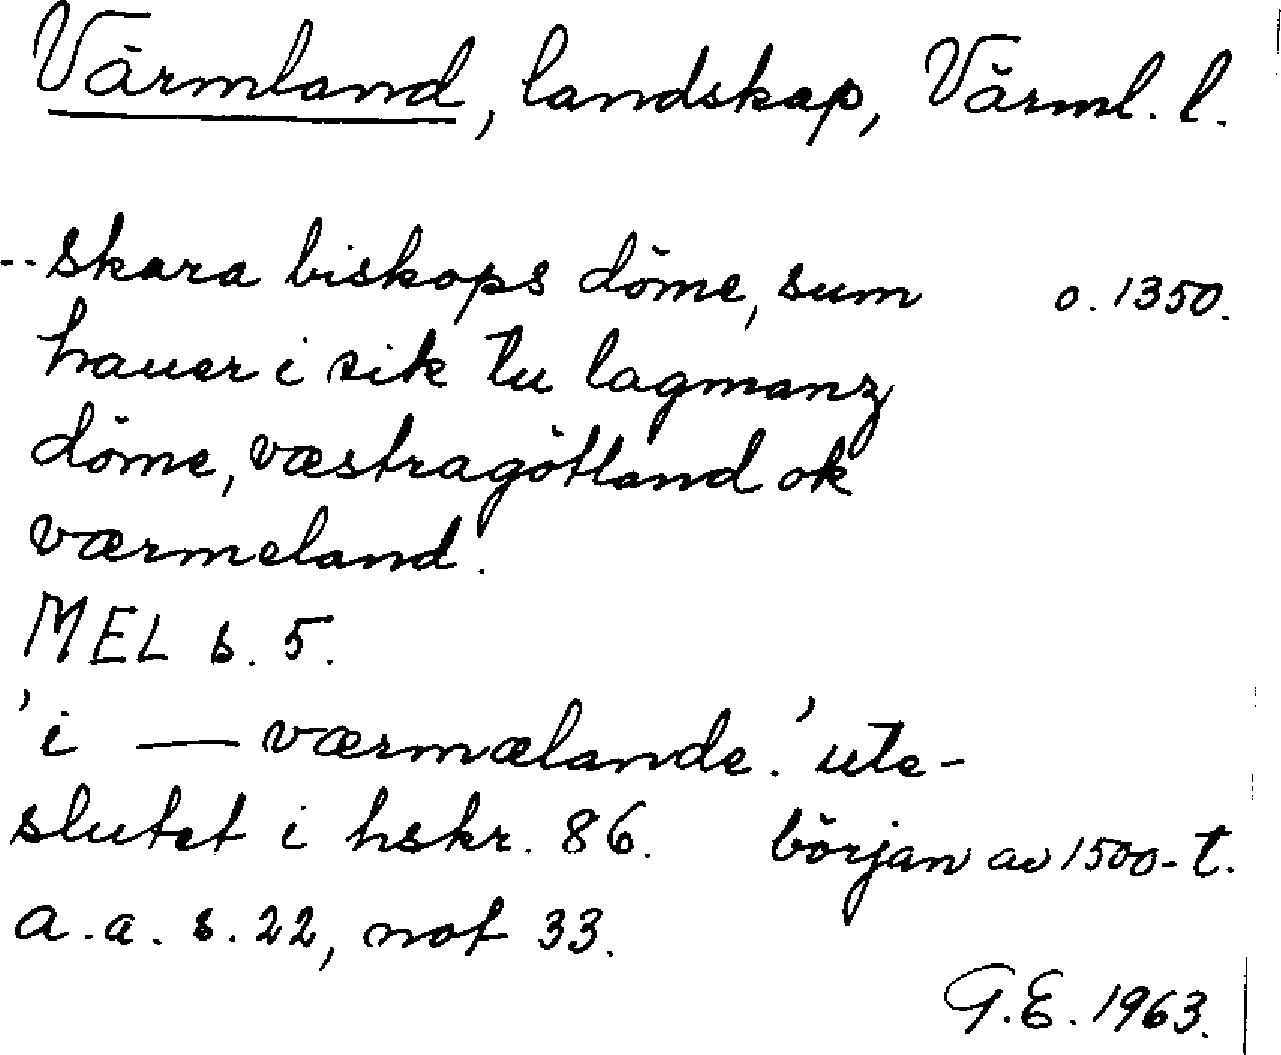 Värmland, landskap, Värml. l.
-- skara biskops döme, sum o. 1350.
hauer i sik tu lagmanz
döme, væstragötland ok
værmeland.
MEL s. 5.
'i — værmælande.' ute-
slutet i hskr. 86. början av 1500-t.
a. a. s. 22, not 33.
G.E. 1963.